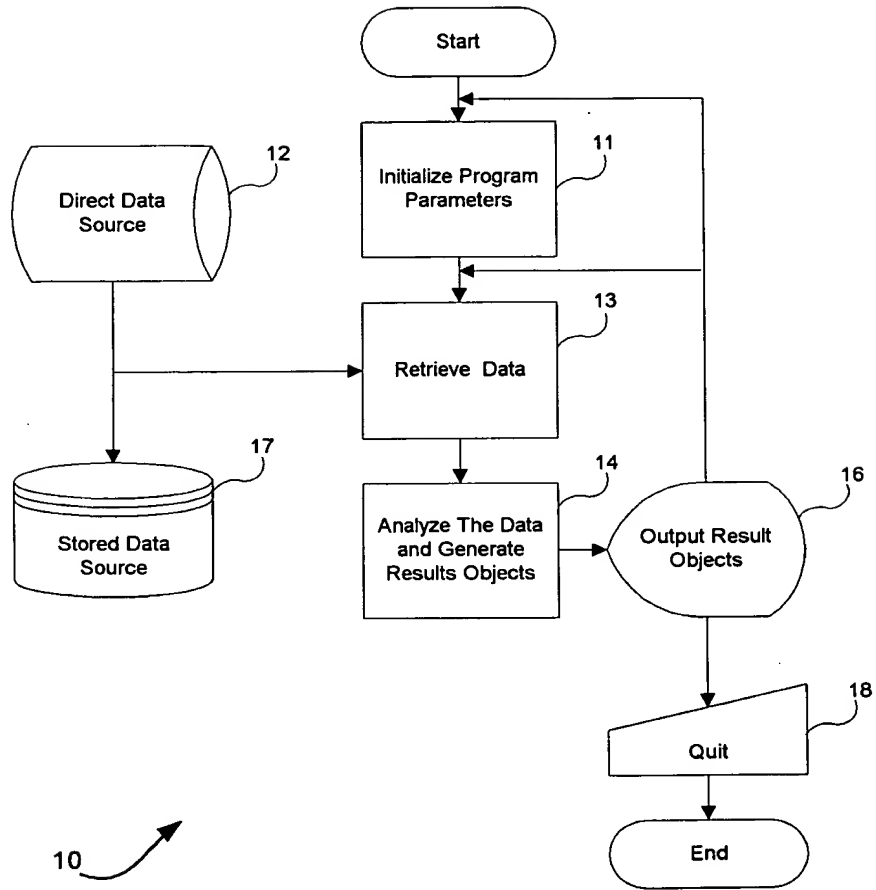 Start
11
Initialize Program
Parameters
12
Direct Data
Source
13
Retrieve Data
17
Stored Data
Source
14
Analyze The Data
and Generate
Results Objects
16
Output Result
Objects
18
Quit
End
10